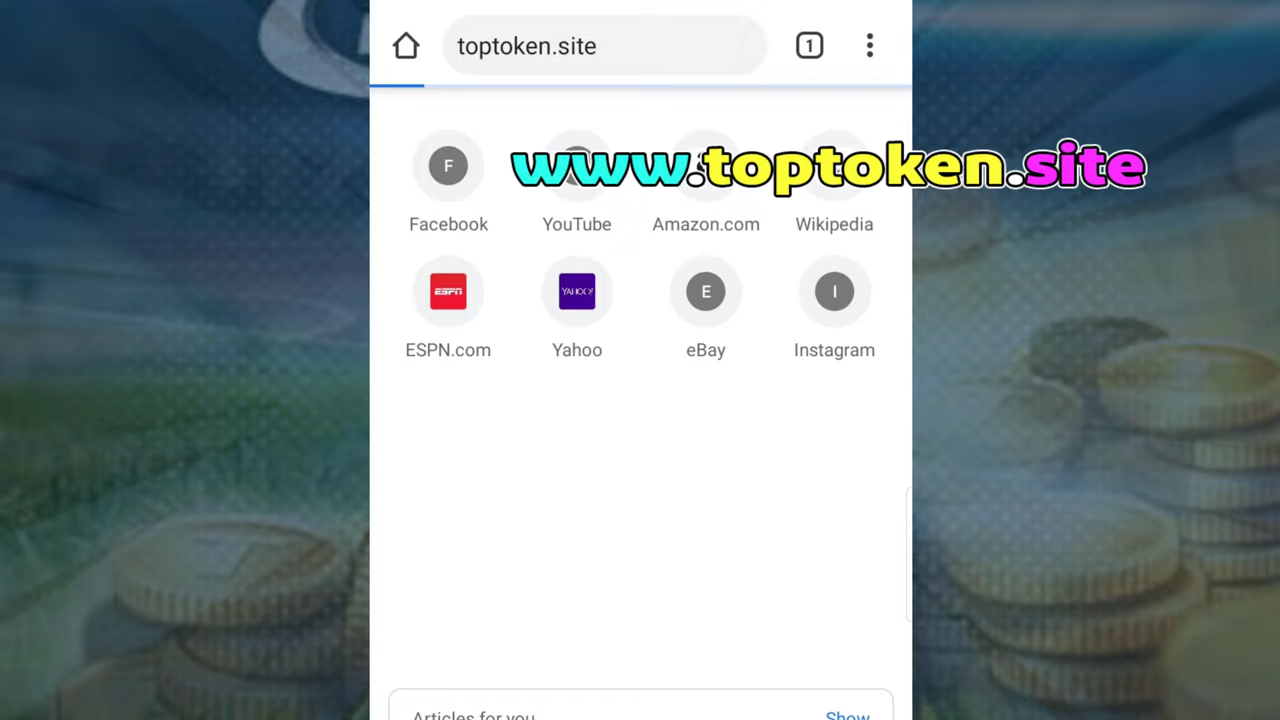 toptoken.site
1
www.toptoken.site
F
Facebook
YouTube
Amazon.com
Wikipedia
ESPN
YAHOO!
E
I
ESPN.com
Yahoo
eBay
Instagram
Articles for you
Show